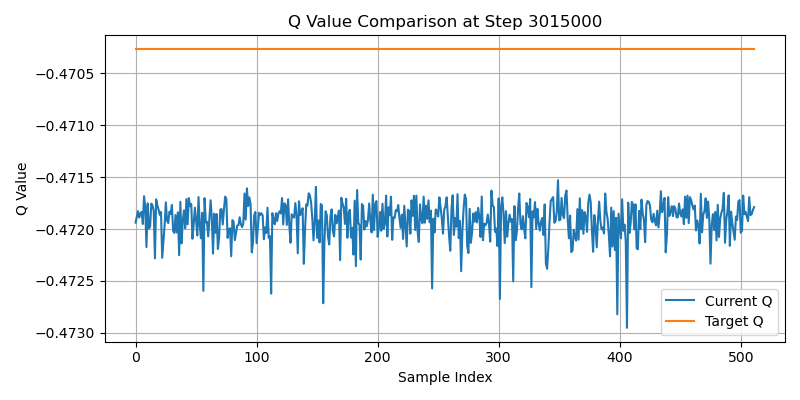 Q Value Comparison at Step 3015000
Q Value
−0.4705
−0.4710
−0.4715
−0.4720
−0.4725
−0.4730
0
100
200
300
400
500
Sample Index
Current Q
Target Q